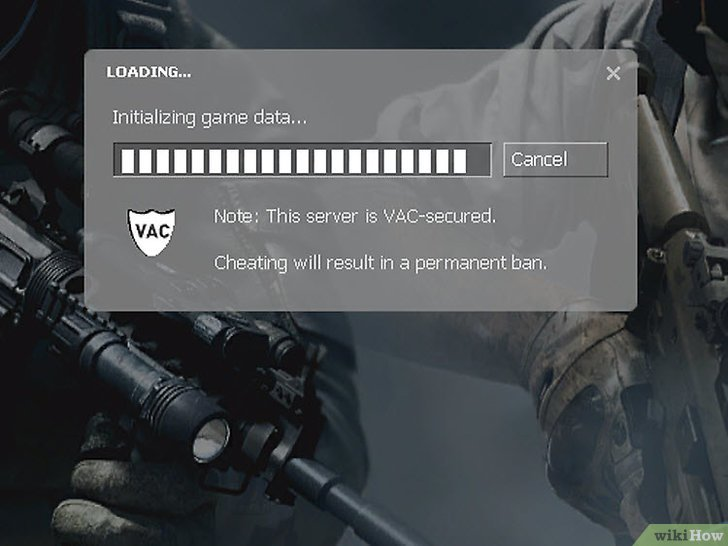 LOADING...
Initializing game data...
Cancel
VAC
Note: This server is VAC-secured.
Cheating will result in a permanent ban.
wikiHow